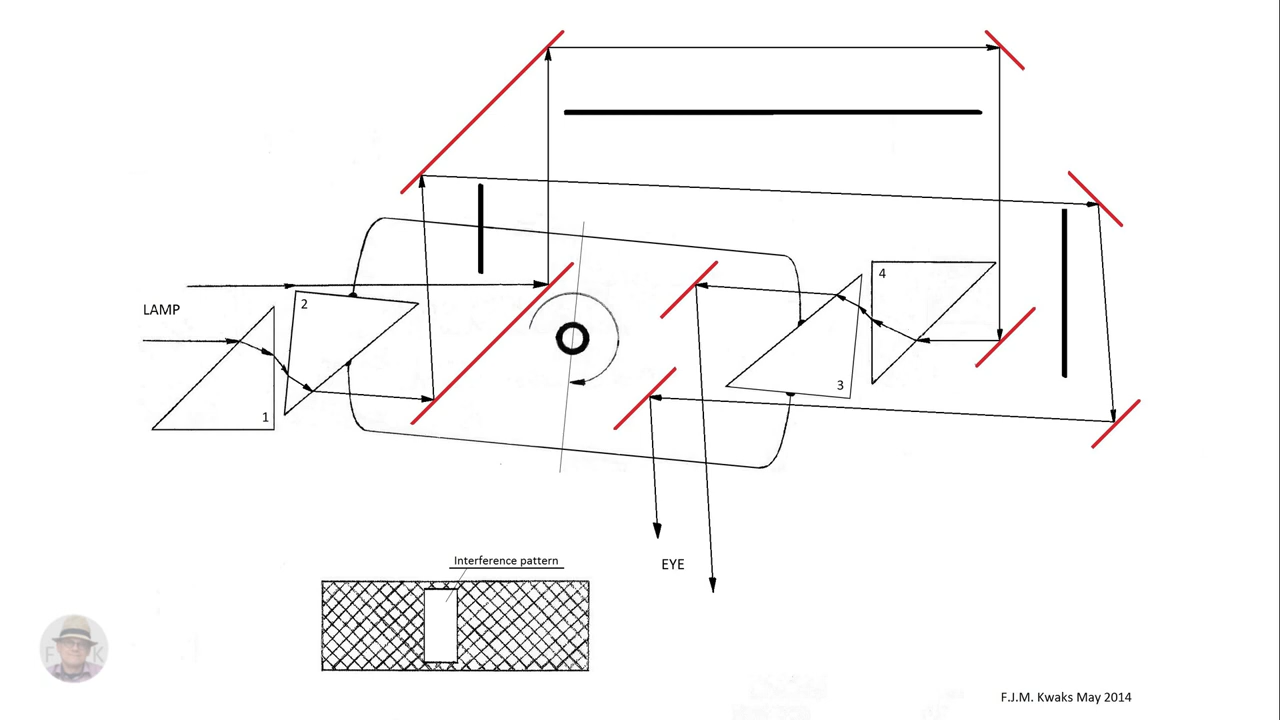 4
2
LAMP
3
1
Interference pattern
EYE
F K
F.J.M. Kwaks May 2014